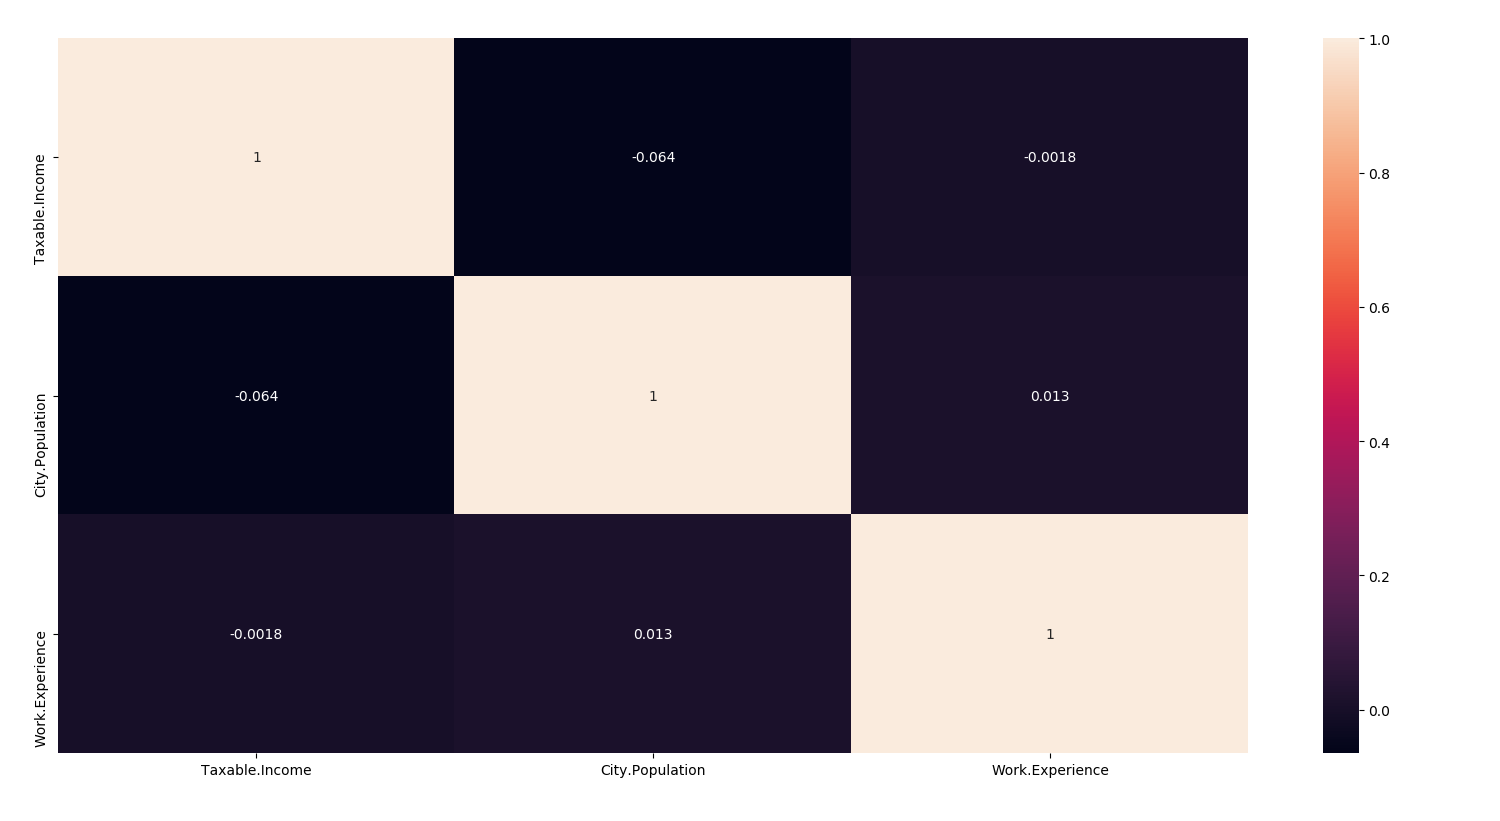 Taxable.Income
1
-0.064
-0.0018
City.Population
-0.064
1
0.013
Work.Experience
-0.0018
0.013
1
Taxable.Income
City.Population
Work.Experience
1.0
0.8
0.6
0.4
0.2
0.0